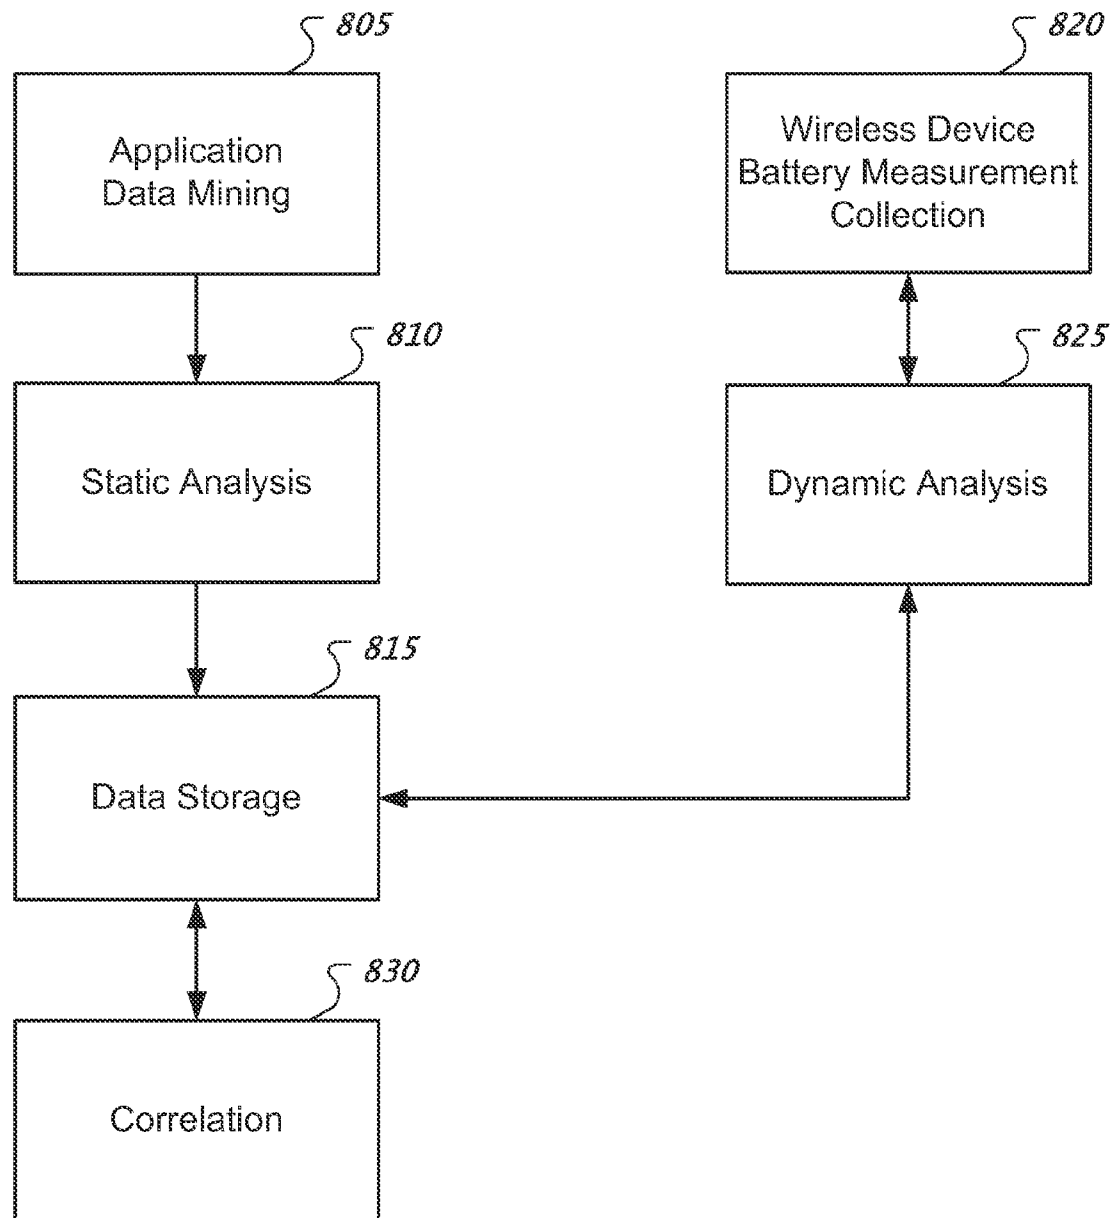 805
Application
Data Mining
810
Static Analysis
815
Data Storage
830
Correlation
820
Wireless Device
Battery Measurement
Collection
825
Dynamic Analysis